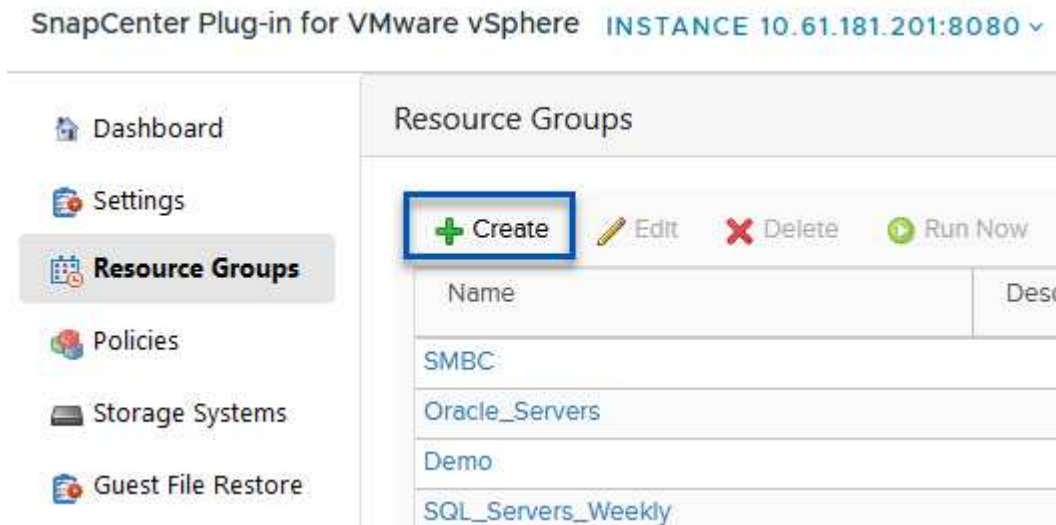 SnapCenter Plug-in for VMware vSphere INSTANCE 10.61.181.201:8080
Dashboard
Settings
Resource Groups
Policies
Storage Systems
Guest File Restore
Resource Groups
Create Edit Delete Run Now
Name Desc
SMBC
Oracle_Servers
Demo
SQL_Servers_Weekly